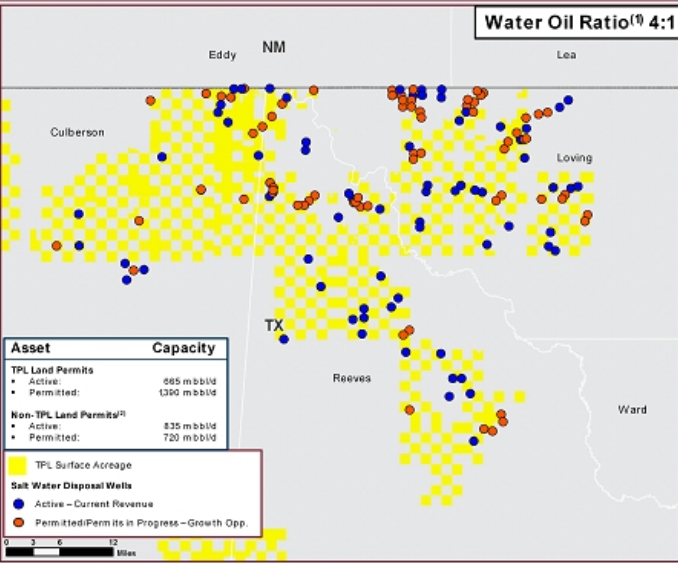 Water Oil Ratio(1) 4:1
Eddy NM Lea
Culberson
Loving
TX
Reeves
Ward
Asset Capacity
TPL Land Permits
• Active: 665 mbbl/d
• Permitted: 1,390 mbbl/d
Non-TPL Land Permits(2)
• Active: 835 mbbl/d
• Permitted: 720 mbbl/d
TPL Surface Acreage
Salt Water Disposal Wells
Active – Current Revenue
Permitted/Permits in Progress – Growth Opp.
0 3 6 12
Miles